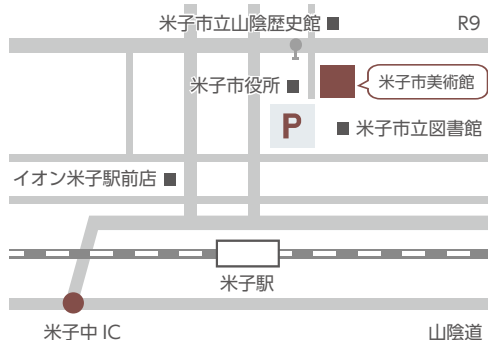 米子市立山陰歴史館
R9
米子市役所
米子市美術館
P
米子市立図書館
イオン米子駅前店
米子駅
米子中 IC
山陰道